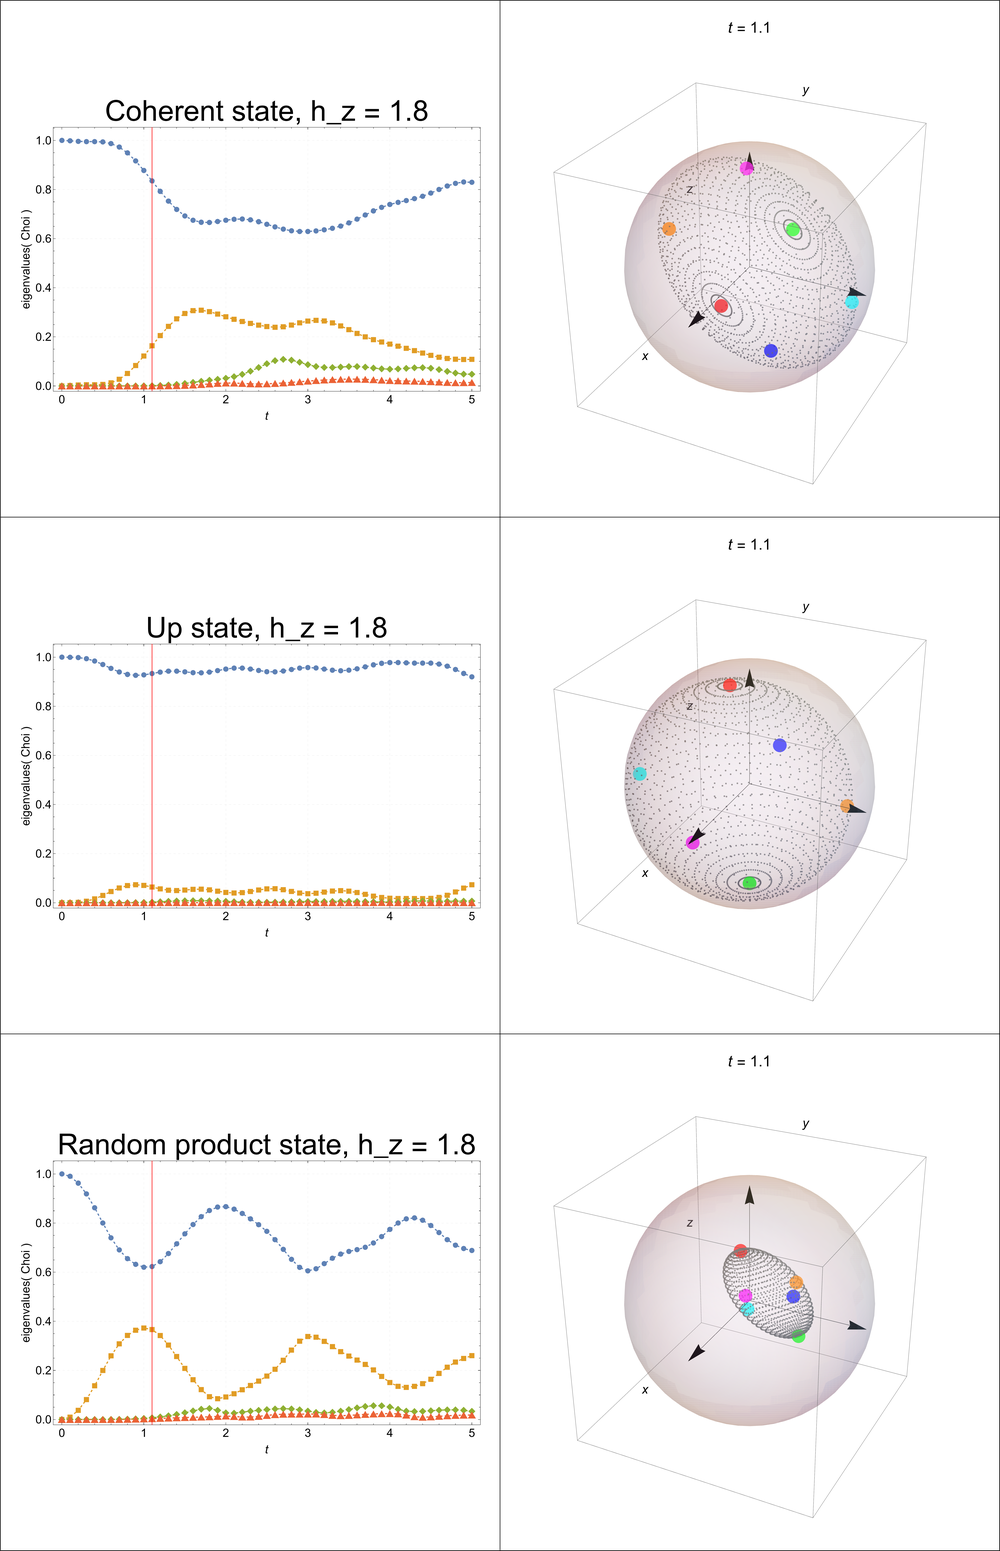 Coherent state, h_z = 1.8
eigenvalues( Choi )
1.0
0.8
0.6
0.4
0.2
0.0
0 1 2 3 4 5
t
t = 1.1
y
z
x
Up state, h_z = 1.8
eigenvalues( Choi )
1.0
0.8
0.6
0.4
0.2
0.0
0 1 2 3 4 5
t
t = 1.1
y
z
x
Random product state, h_z = 1.8
eigenvalues( Choi )
1.0
0.8
0.6
0.4
0.2
0.0
0 1 2 3 4 5
t
t = 1.1
y
z
x